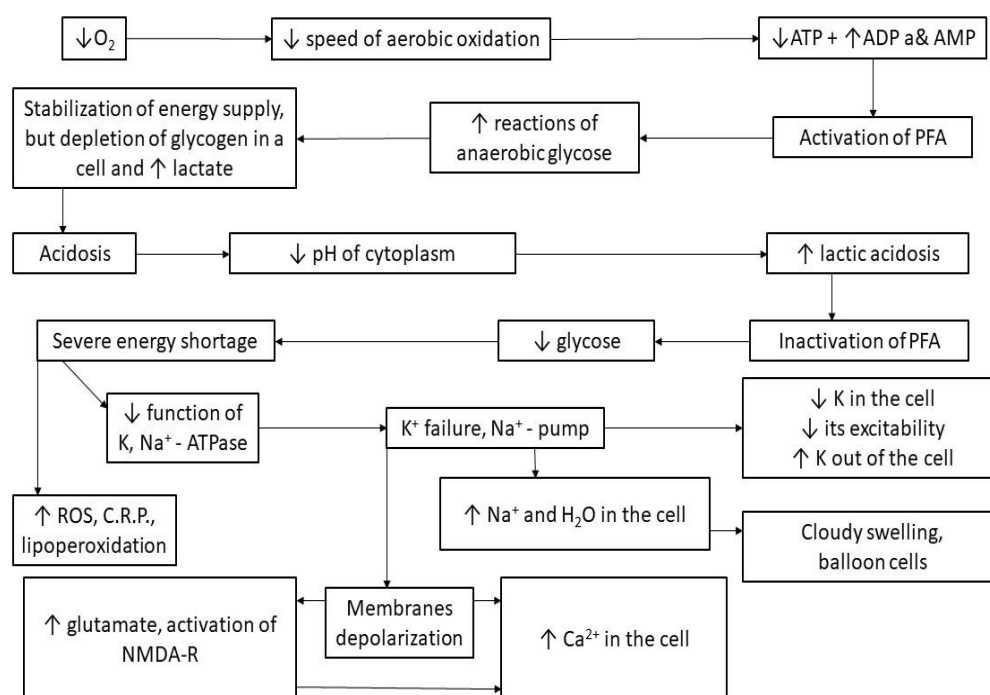 ↓O₂
↓ speed of aerobic oxidation
↓ATP + ↑ADP a& AMP
Stabilization of energy supply,
but depletion of glycogen in a
cell and ↑ lactate
↑ reactions of
anaerobic glycose
Activation of PFA
Acidosis
↓ pH of cytoplasm
↑ lactic acidosis
Severe energy shortage
↓ glycose
Inactivation of PFA
↓ function of
K, Na⁺ - ATPase
K⁺ failure, Na⁺ - pump
↓ K in the cell
↓ its excitability
↑ K out of the cell
↑ ROS, C.R.P.,
lipoperoxidation
↑ Na⁺ and H₂O in the cell
Cloudy swelling,
balloon cells
↑ glutamate, activation of
NMDA-R
Membranes
depolarization
↑ Ca²⁺ in the cell